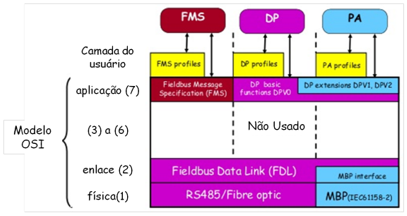 FMS DP PA
Camada do
usuário
FMS profiles DP profiles PA profiles
aplicação (7)
Fieldbus Message
Specification (FMS)
DP basic
functions DPV0
DP extensions DPV1, DPV2
Modelo
OSI
(3) a (6)
Não Usado
enlace (2)
Fieldbus Data Link (FDL)
MBP interface
física(1)
RS485/Fibre optic
MBP(IEC61158-2)